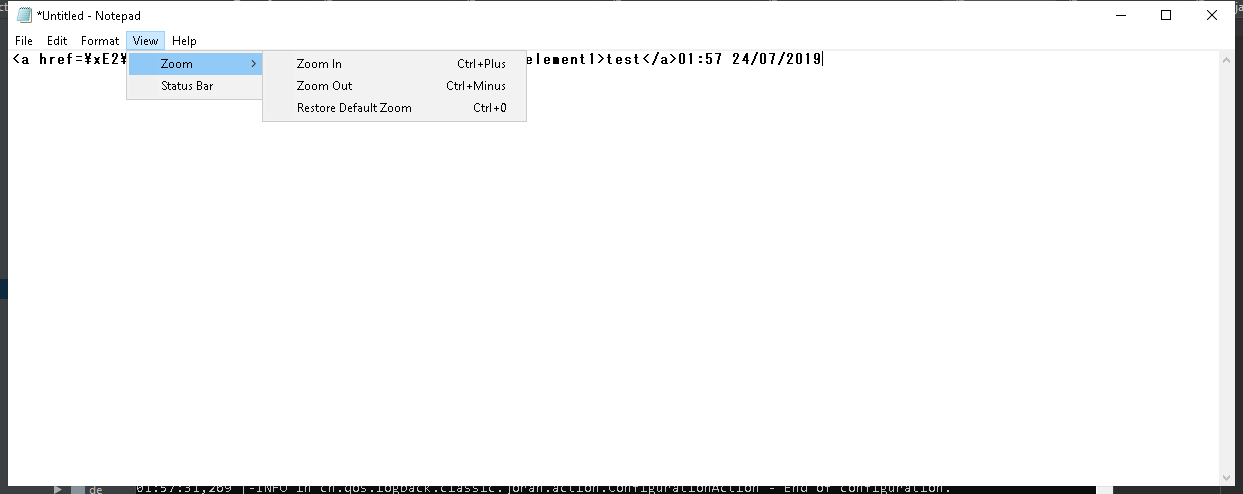 *Untitled - Notepad
File Edit Format View Help
<a href=¥xE2¥ element1>test</a>01:57 24/07/2019
Zoom > Zoom In Ctrl+Plus
Status Bar Zoom Out Ctrl+Minus
Restore Default Zoom Ctrl+0
de 01:57:31,269 |-INFO in ch.qos.logback.classic.joran.action.ConfigurationAction - End of configuration.